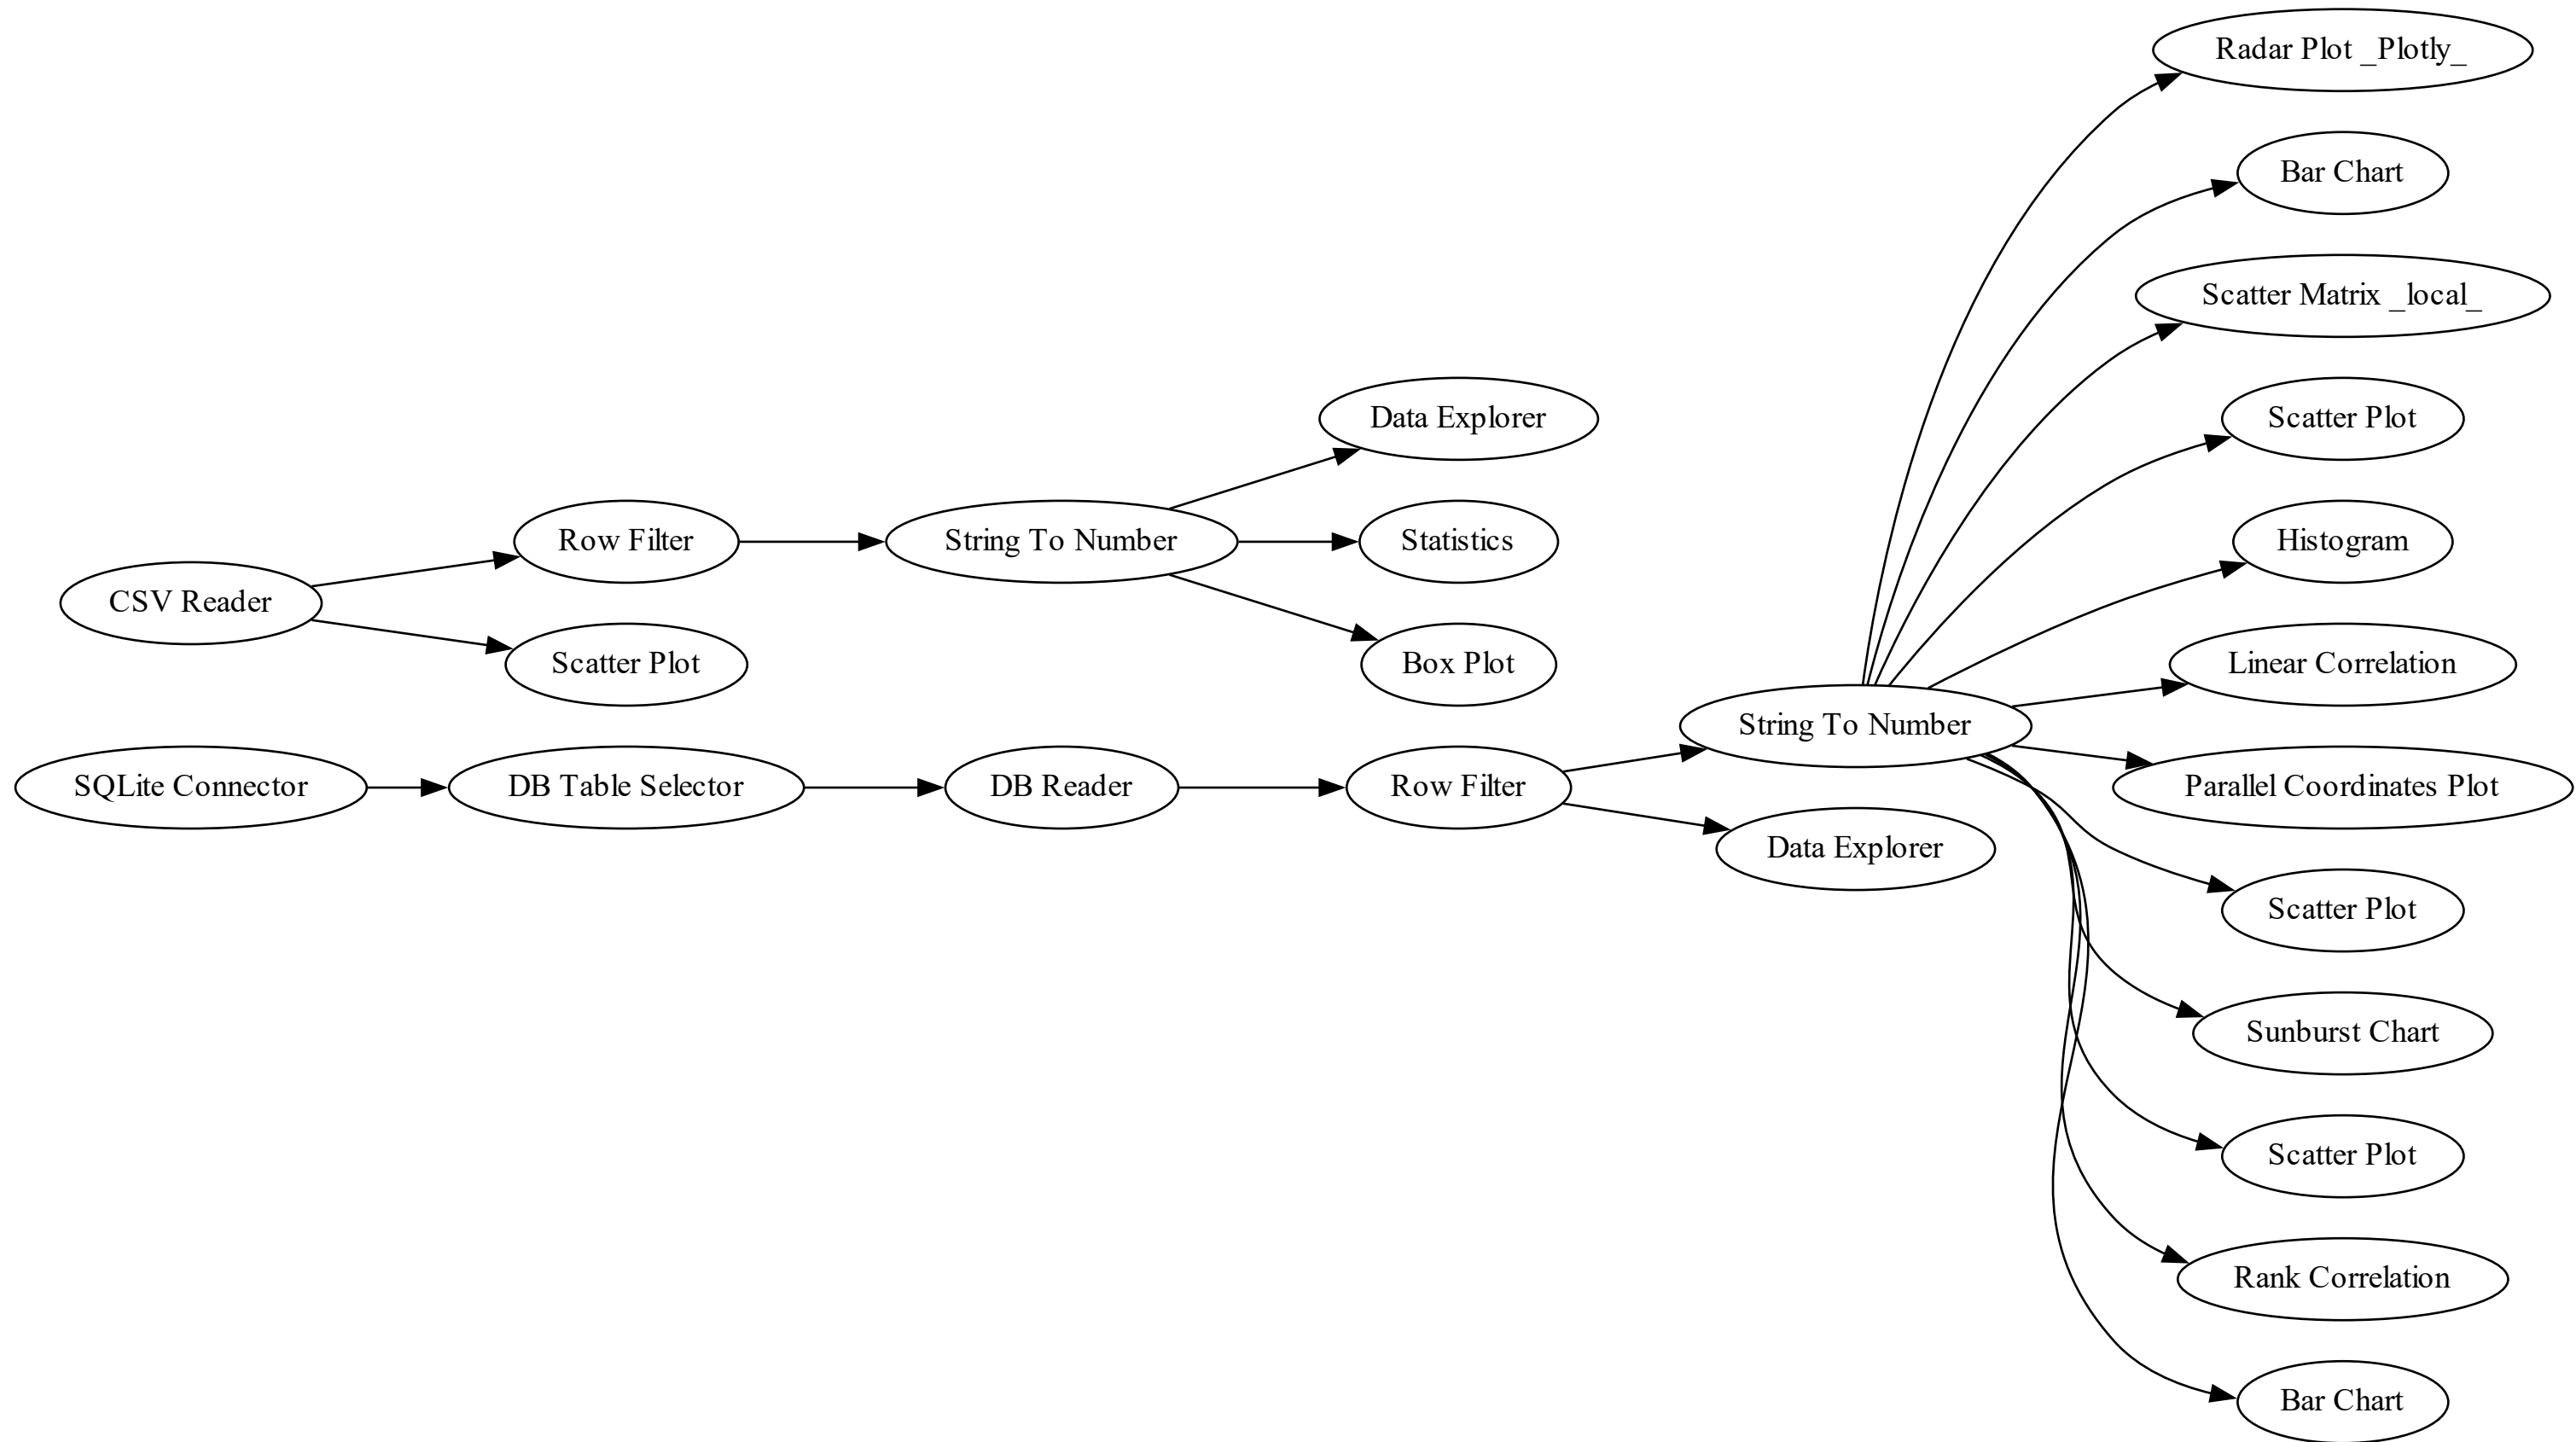 Radar Plot _Plotly_
Bar Chart
Scatter Matrix _local_
Data Explorer
Scatter Plot
Row Filter
String To Number
Statistics
Histogram
CSV Reader
Scatter Plot
Box Plot
Linear Correlation
String To Number
SQLite Connector
DB Table Selector
DB Reader
Row Filter
Parallel Coordinates Plot
Data Explorer
Scatter Plot
Sunburst Chart
Scatter Plot
Rank Correlation
Bar Chart